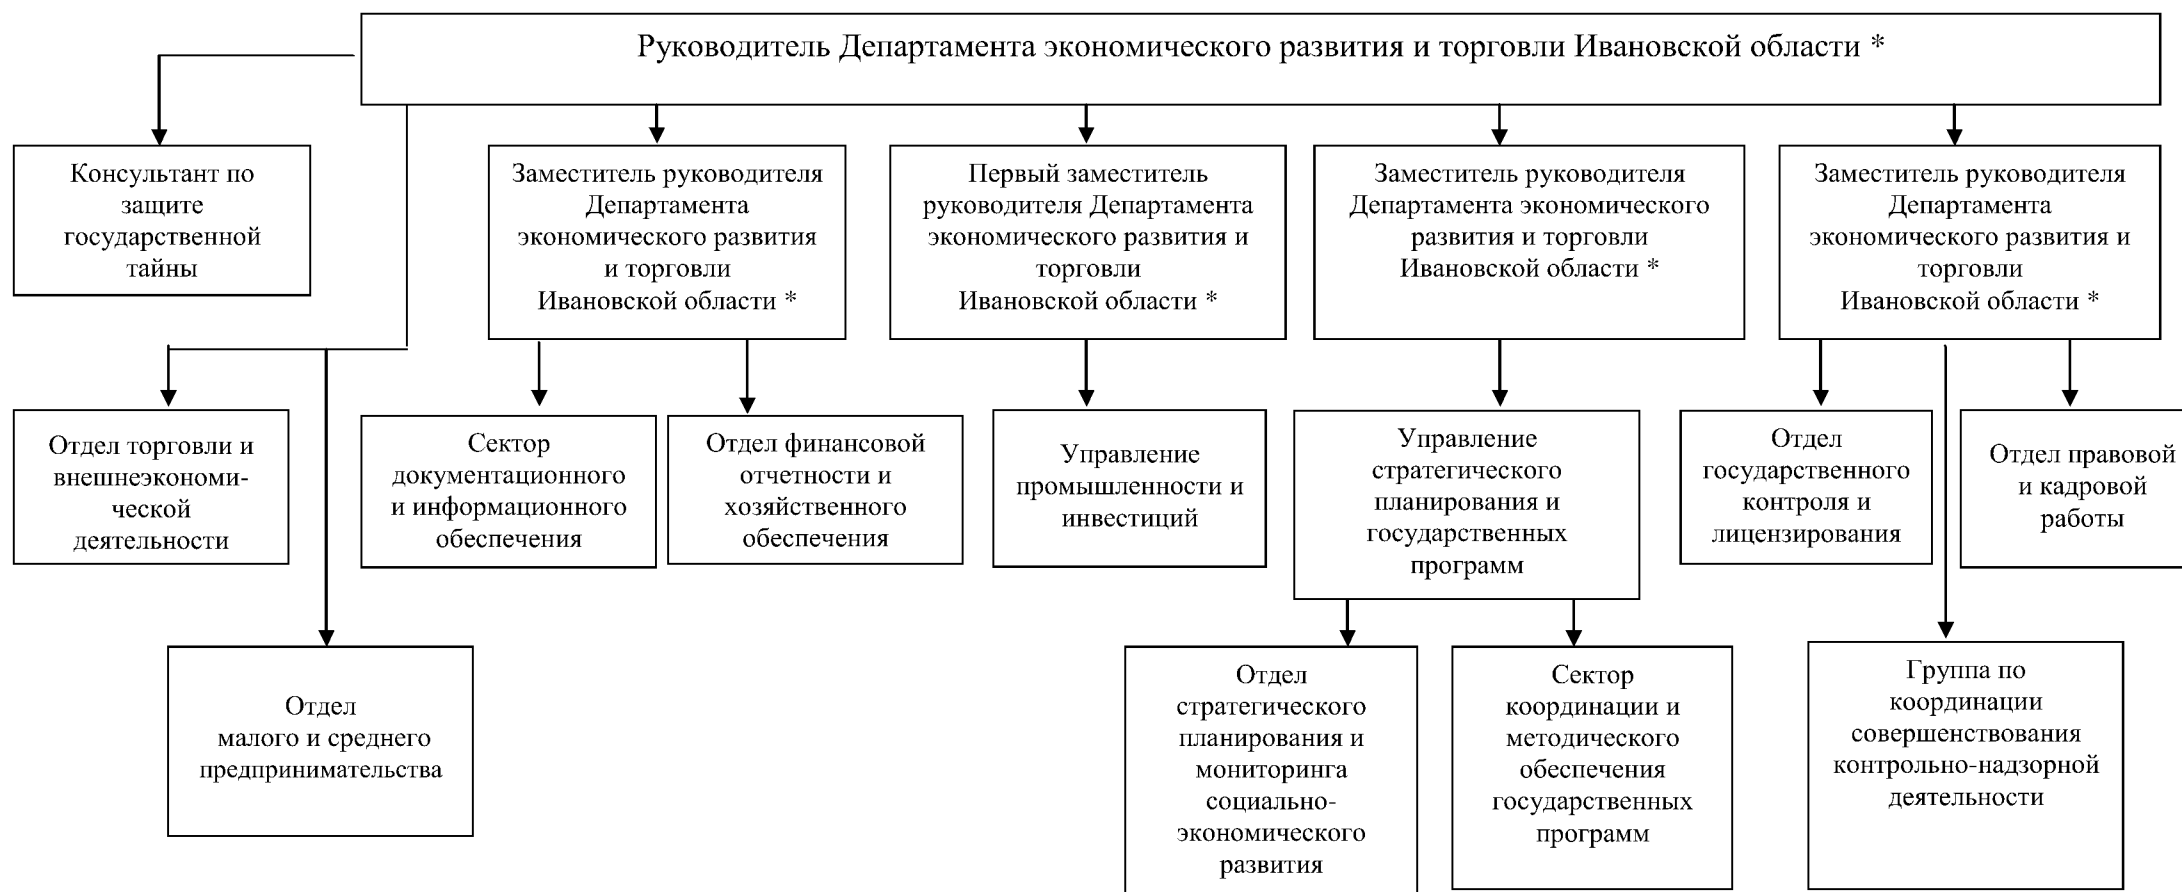 Руководитель Департамента экономического развития и торговли Ивановской области *
Консультант по
защите
государственной
тайны
Заместитель руководителя
Департамента
экономического развития
и торговли
Ивановской области *
Первый заместитель
руководителя Департамента
экономического развития и
торговли
Ивановской области *
Заместитель руководителя
Департамента экономического
развития и торговли
Ивановской области *
Заместитель руководителя
Департамента
экономического развития и
торговли
Ивановской области *
Отдел торговли и
внешнеэкономи-
ческой
деятельности
Сектор
документационного
и информационного
обеспечения
Отдел финансовой
отчетности и
хозяйственного
обеспечения
Управление
промышленности и
инвестиций
Управление
стратегического
планирования и
государственных
программ
Отдел
государственного
контроля и
лицензирования
Отдел правовой
и кадровой
работы
Отдел
малого и среднего
предпринимательства
Отдел
стратегического
планирования и
мониторинга
социально-
экономического
развития
Сектор
координации и
методического
обеспечения
государственных
программ
Группа по
координации
совершенствования
контрольно-надзорной
деятельности